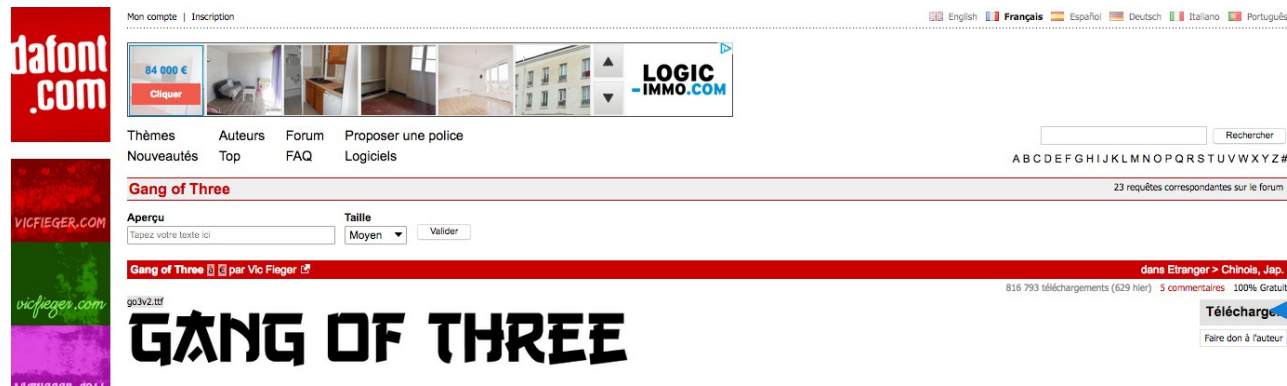 dafont
.com
Mon compte | Inscription
English Français Español Deutsch Italiano Português
84 000 €
Cliquer
LOGIC
-IMMO.COM
Thèmes Auteurs Forum Proposer une police
Nouveautés Top FAQ Logiciels
Rechercher
A B C D E F G H I J K L M N O P Q R S T U V W X Y Z #
Gang of Three
23 requêtes correspondantes sur le forum
VICFIEGER.COM
Aperçu Taille
Tapez votre texte ici Moyen Valider
Gang of Three à € par Vic Fieger
dans Etranger > Chinois, Jap.
816 793 téléchargements (629 hier) 5 commentaires 100% Gratuit
vicfieger.com
go3v2.ttf
GANG OF THREE
Télécharger
Faire don à l'auteur